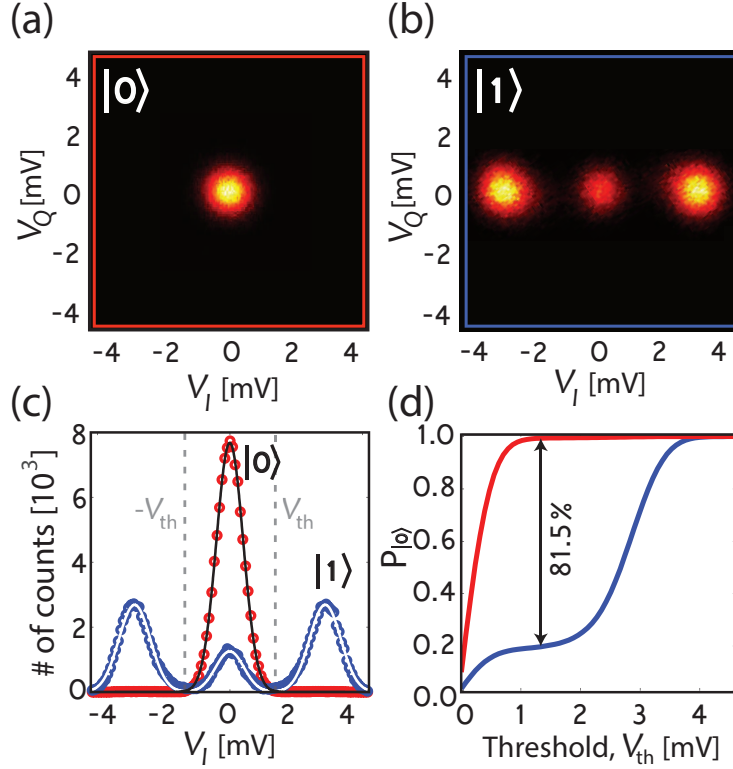 (a)
|0⟩
4
2
0
-2
-4
V_Q [mV]
-4 -2 0 2 4
V_I [mV]
(b)
|1⟩
4
2
0
-2
-4
V_Q [mV]
-4 -2 0 2 4
V_I [mV]
(c)
8
6
4
2
0
# of counts [10^3]
-V_th
|0⟩
V_th
|1⟩
-4 -2 0 2 4
V_I [mV]
(d)
1.0
0.8
0.6
0.4
0.2
0.0
P_|0⟩
81.5%
0 1 2 3 4
Threshold, V_th [mV]